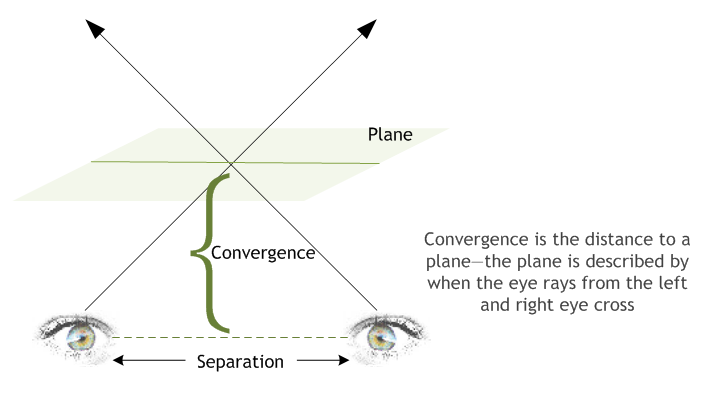 Plane
Convergence
Convergence is the distance to a
plane—the plane is described by
when the eye rays from the left
and right eye cross
Separation